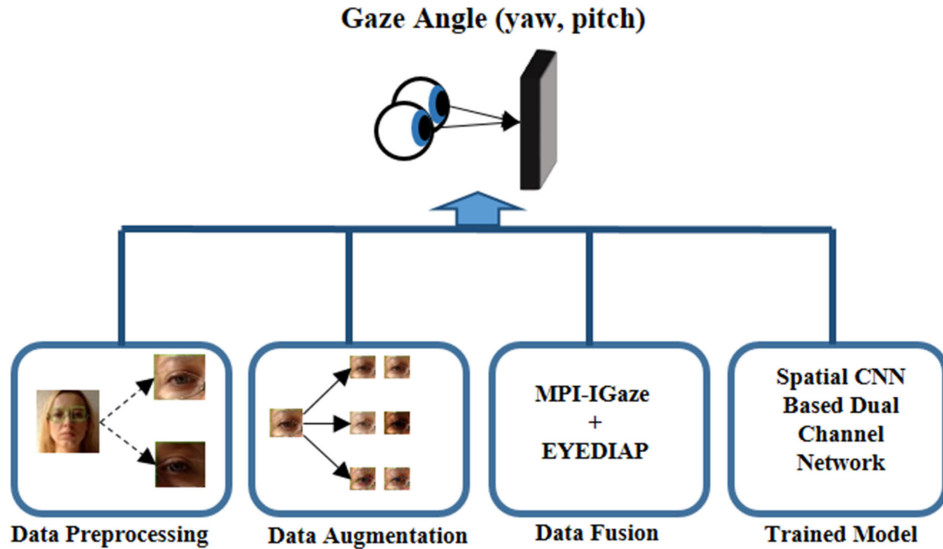 Gaze Angle (yaw, pitch)
MPI-IGaze
+
EYEDIAP
Spatial CNN
Based Dual
Channel
Network
Data Preprocessing
Data Augmentation
Data Fusion
Trained Model